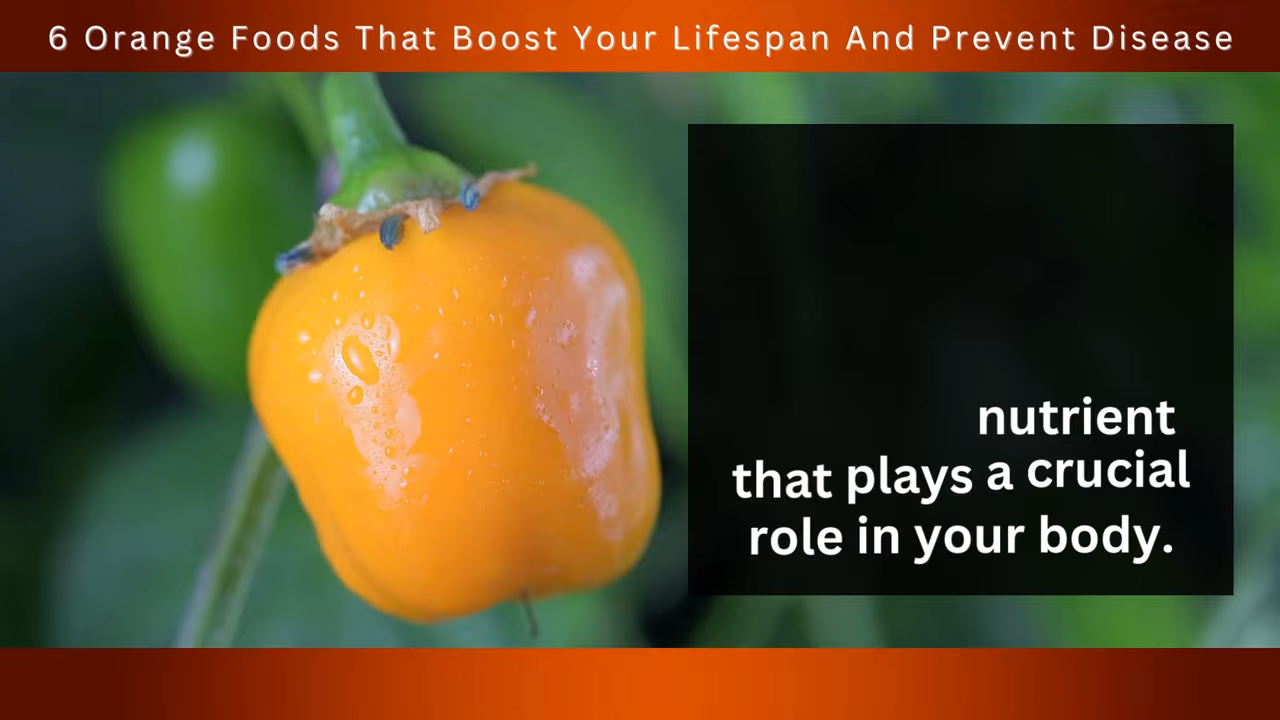 6 Orange Foods That Boost Your Lifespan And Prevent Disease
nutrient
that plays a crucial
role in your body.